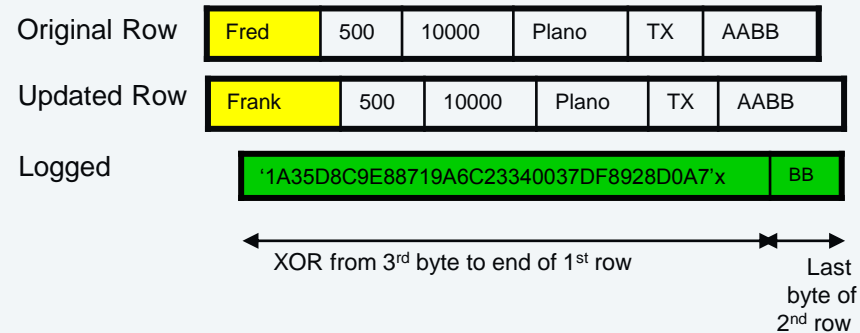 Original Row Fred 500 10000 Plano TX AABB
Updated Row Frank 500 10000 Plano TX AABB
Logged ‘1A35D8C9E88719A6C23340037DF8928D0A7’x BB
XOR from 3rd byte to end of 1st row
Last
byte of
2nd row